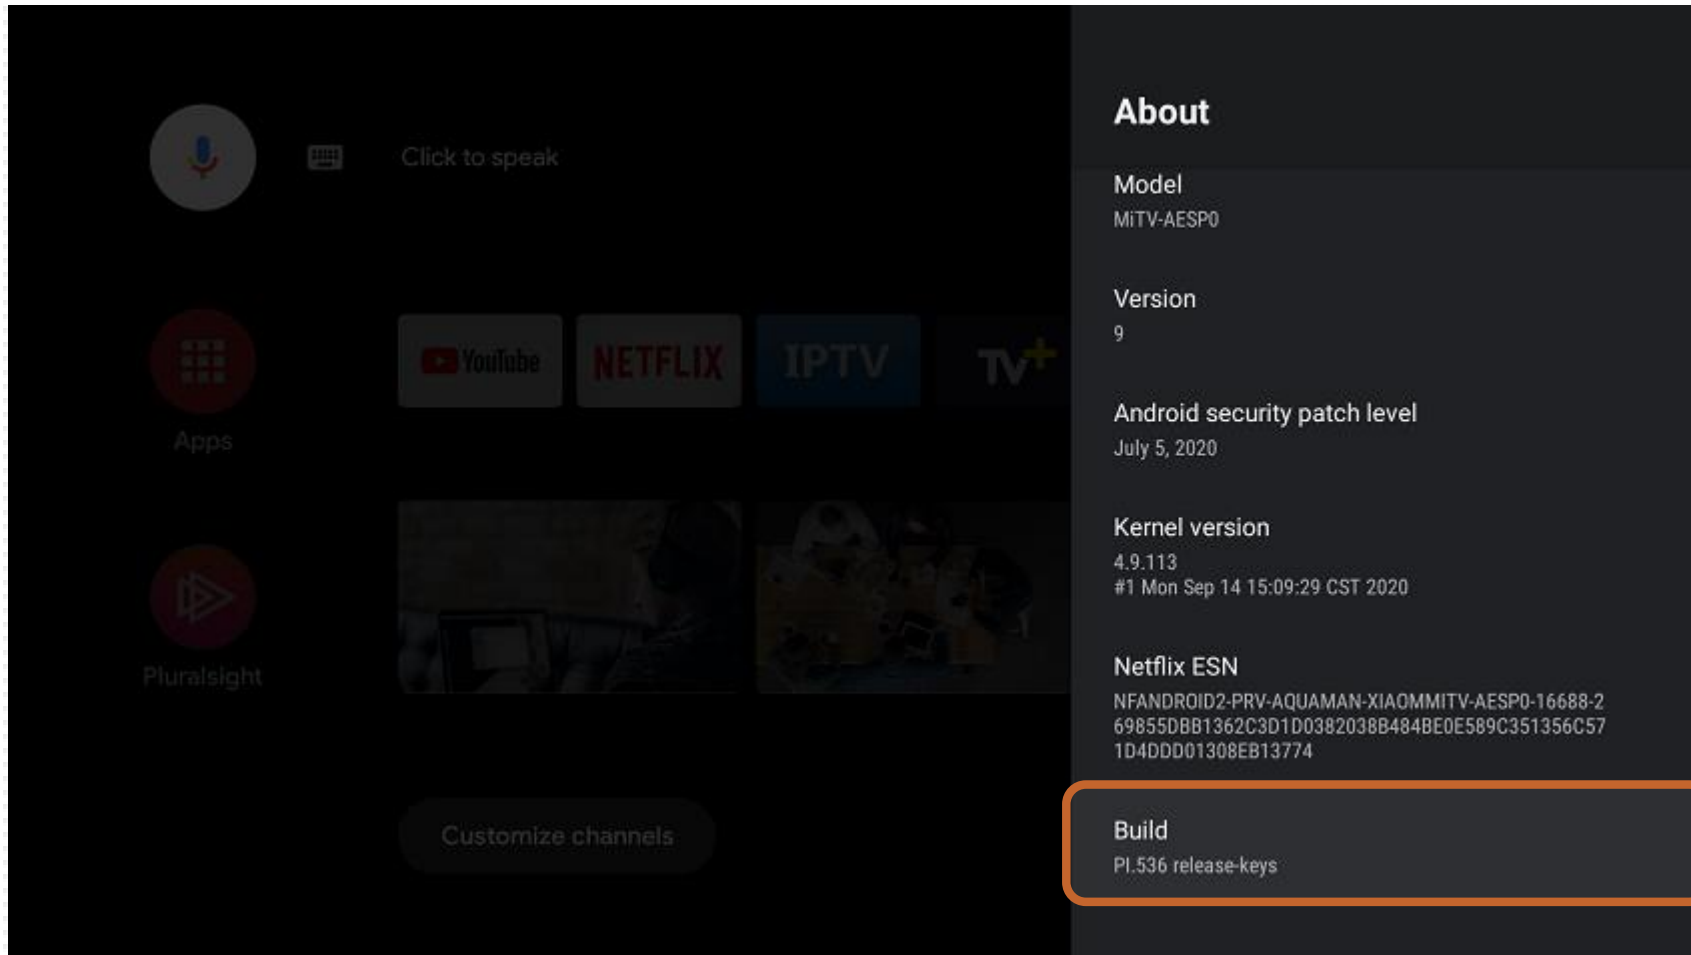 Click to speak
Apps
YouTube
NETFLIX
IPTV
TV+
Pluralsight
Customize channels
About
Model
MiTV-AESP0
Version
9
Android security patch level
July 5, 2020
Kernel version
4.9.113
#1 Mon Sep 14 15:09:29 CST 2020
Netflix ESN
NFANDROID2-PRV-AQUAMAN-XIAOMMITV-AESP0-16688-2
69855DBB1362C3D1D0382038B484BE0E589C351356C57
1D4DDD01308EB13774
Build
PI.536 release-keys